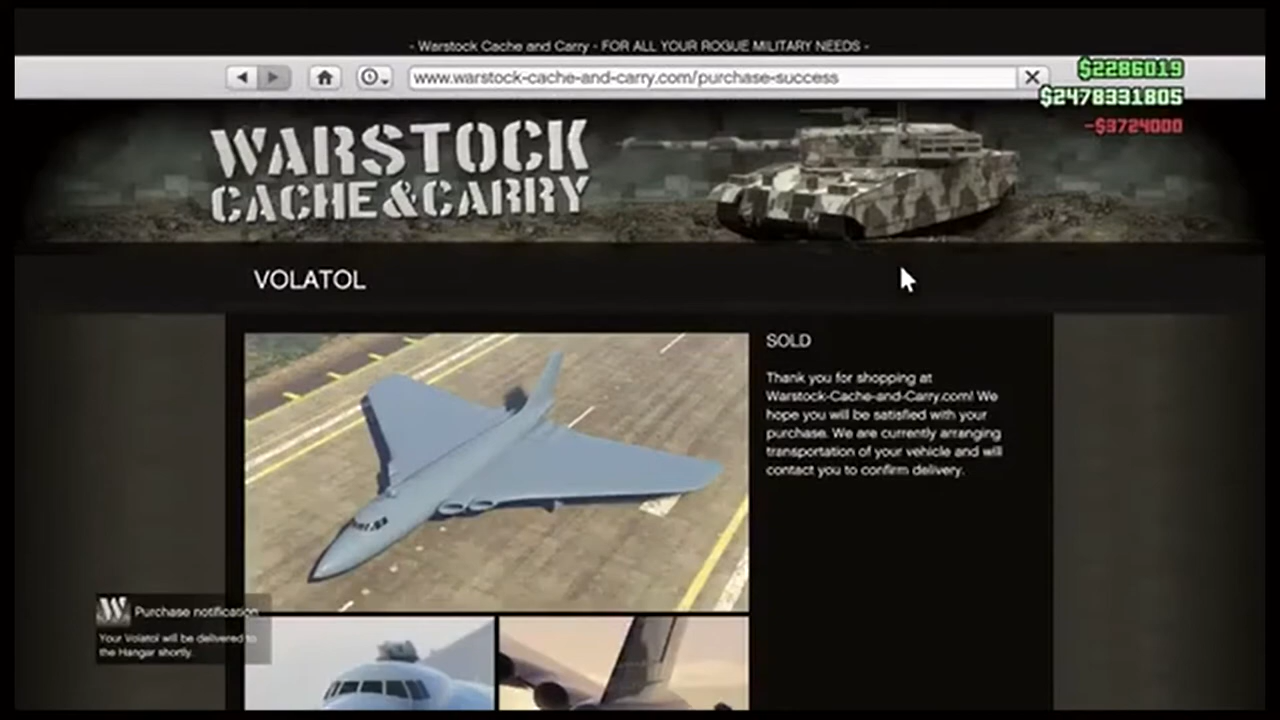 - Warstock Cache and Carry - FOR ALL YOUR ROGUE MILITARY NEEDS -
www.warstock-cache-and-carry.com/purchase-success
$2286019
$2478331805
-$3724000
WARSTOCK
CACHE&CARRY
VOLATOL
SOLD
Thank you for shopping at
Warstock-Cache-and-Carry.com! We
hope you will be satisfied with your
purchase. We are currently arranging
transportation of your vehicle and will
contact you to confirm delivery.
W Purchase notification
Your Volatol will be delivered to
the Hangar shortly.